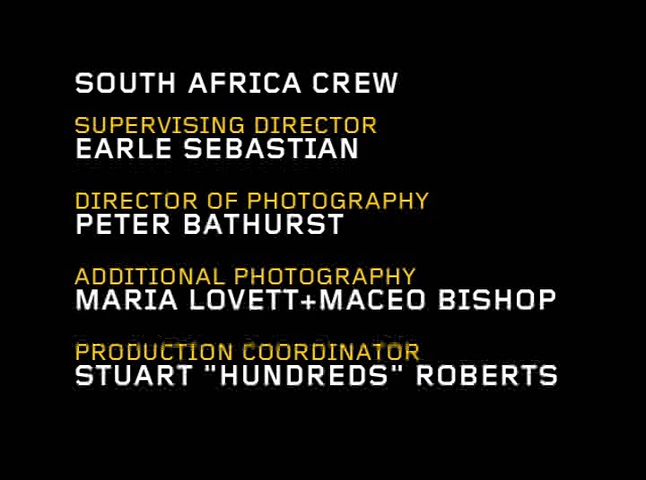 SOUTH AFRICA CREW
SUPERVISING DIRECTOR
EARLE SEBASTIAN
DIRECTOR OF PHOTOGRAPHY
PETER BATHURST
ADDITIONAL PHOTOGRAPHY
MARIA LOVETT+MACEO BISHOP
PRODUCTION COORDINATOR
STUART "HUNDREDS" ROBERTS